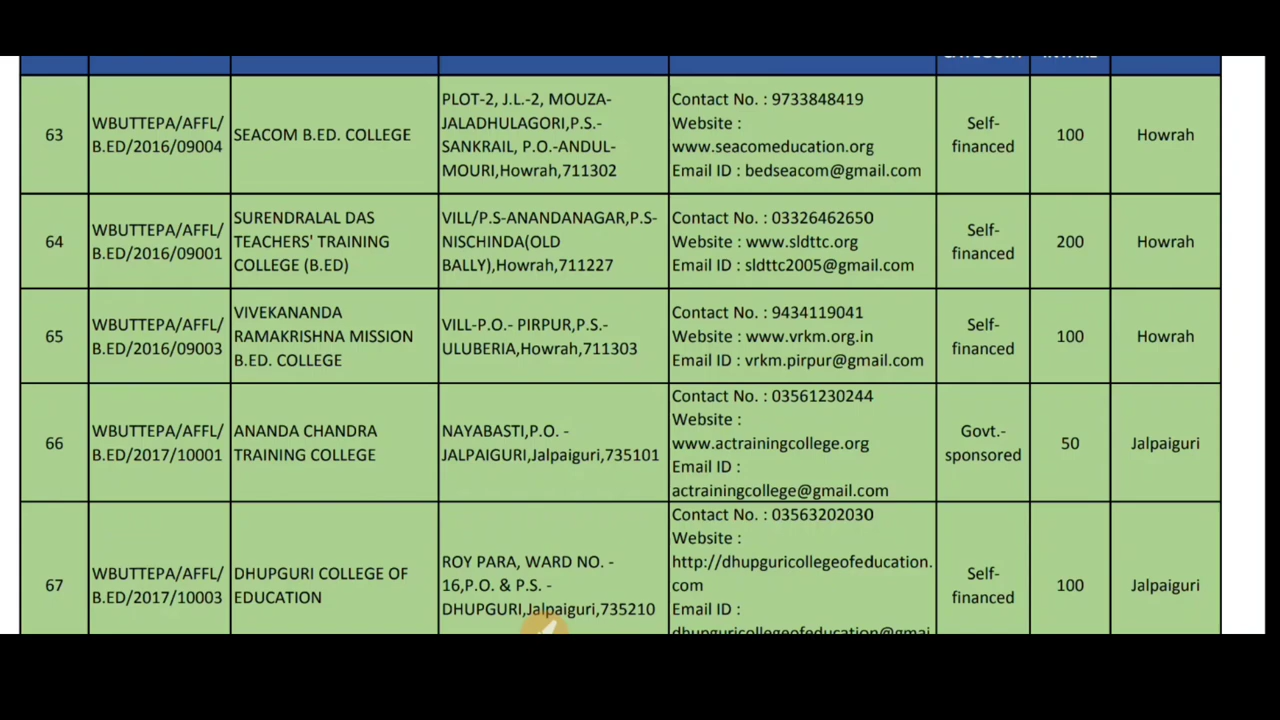 CATEGORY
INTAKE
63
WBUTTEPA/AFFL/
B.ED/2016/09004
SEACOM B.ED. COLLEGE
PLOT-2, J.L.-2, MOUZA-
JALADHULAGORI,P.S.-
SANKRAIL, P.O.-ANDUL-
MOURI,Howrah,711302
Contact No. : 9733848419
Website :
www.seacomeducation.org
Email ID : bedseacom@gmail.com
Self-
financed
100
Howrah
64
WBUTTEPA/AFFL/
B.ED/2016/09001
SURENDRALAL DAS
TEACHERS' TRAINING
COLLEGE (B.ED)
VILL/P.S-ANANDANAGAR,P.S-
NISCHINDA(OLD
BALLY),Howrah,711227
Contact No. : 03326462650
Website : www.sldttc.org
Email ID : sldttc2005@gmail.com
Self-
financed
200
Howrah
65
WBUTTEPA/AFFL/
B.ED/2016/09003
VIVEKANANDA
RAMAKRISHNA MISSION
B.ED. COLLEGE
VILL-P.O.- PIRPUR,P.S.-
ULUBERIA,Howrah,711303
Contact No. : 9434119041
Website : www.vrkm.org.in
Email ID : vrkm.pirpur@gmail.com
Self-
financed
100
Howrah
66
WBUTTEPA/AFFL/
B.ED/2017/10001
ANANDA CHANDRA
TRAINING COLLEGE
NAYABASTI,P.O. -
JALPAIGURI,Jalpaiguri,735101
Contact No. : 03561230244
Website :
www.actrainingcollege.org
Email ID :
actrainingcollege@gmail.com
Govt.-
sponsored
50
Jalpaiguri
67
WBUTTEPA/AFFL/
B.ED/2017/10003
DHUPGURI COLLEGE OF
EDUCATION
ROY PARA, WARD NO. -
16,P.O. & P.S. -
DHUPGURI,Jalpaiguri,735210
Contact No. : 03563202030
Website :
http://dhupguricollegeofeducation.
com
Email ID :
dhupguricollegeofeducation@gmai
Self-
financed
100
Jalpaiguri